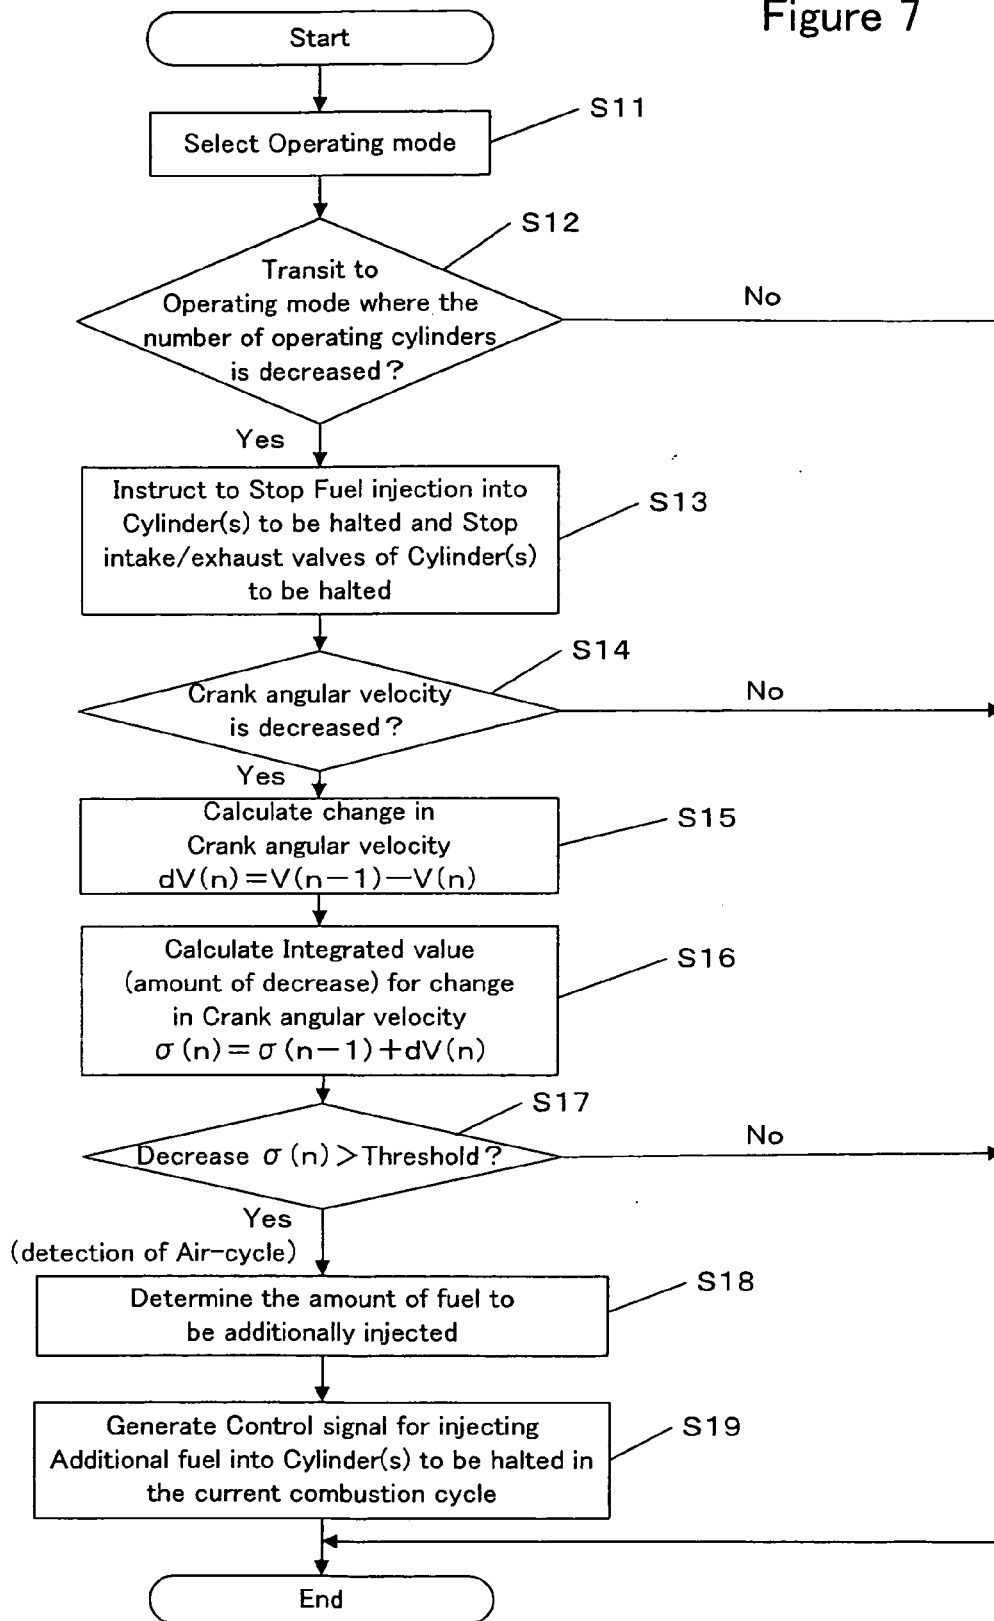 Figure 7
Start
S11
Select Operating mode
S12
Transit to
Operating mode where the
number of operating cylinders
is decreased?
No
Yes
Instruct to Stop Fuel injection into
Cylinder(s) to be halted and Stop
intake/exhaust valves of Cylinder(s)
to be halted
S13
S14
Crank angular velocity
is decreased?
No
Yes
Calculate change in
Crank angular velocity
dV(n)=V(n-1)-V(n)
S15
Calculate Integrated value
(amount of decrease) for change
in Crank angular velocity
σ(n)=σ(n-1)+dV(n)
S16
S17
Decrease σ(n)>Threshold?
No
Yes
(detection of Air-cycle)
Determine the amount of fuel to
be additionally injected
S18
Generate Control signal for injecting
Additional fuel into Cylinder(s) to be halted in
the current combustion cycle
S19
End